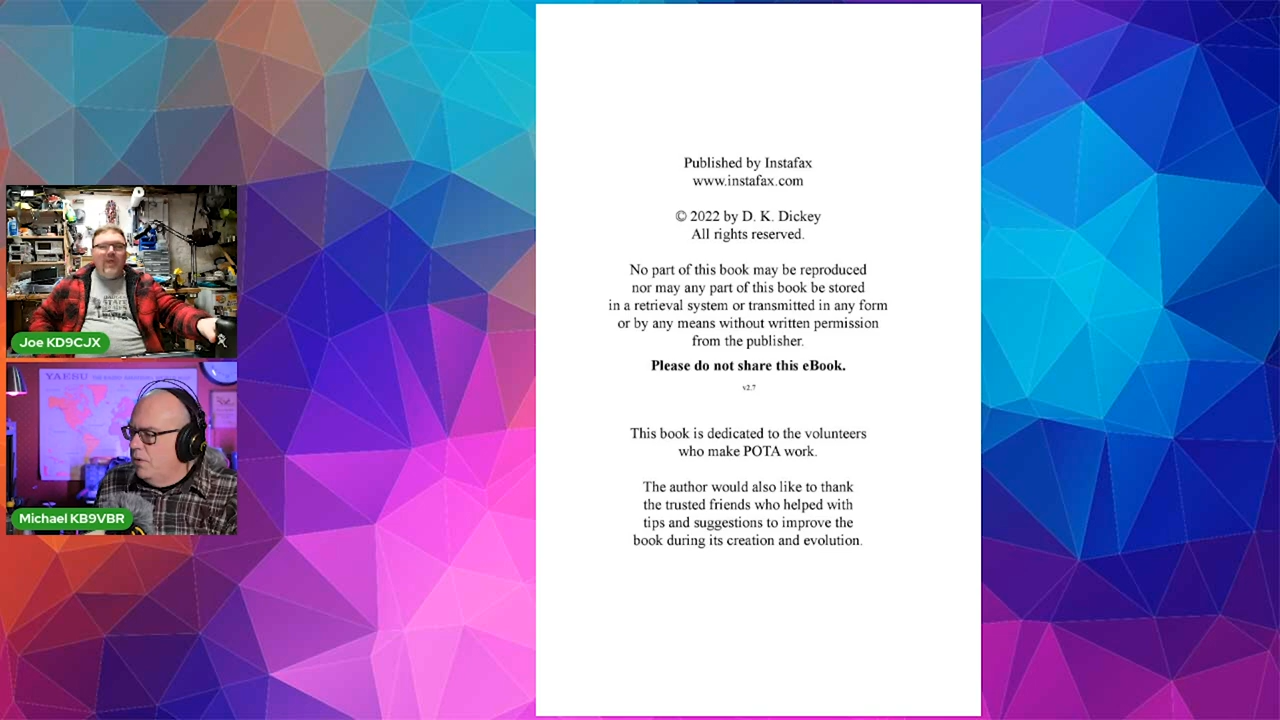 Joe KD9CJX
YAESU
Michael KB9VBR
Published by Instafax
www.instafax.com
© 2022 by D. K. Dickey
All rights reserved.
No part of this book may be reproduced
nor may any part of this book be stored
in a retrieval system or transmitted in any form
or by any means without written permission
from the publisher.
Please do not share this eBook.
v2.7
This book is dedicated to the volunteers
who make POTA work.
The author would also like to thank
the trusted friends who helped with
tips and suggestions to improve the
book during its creation and evolution.